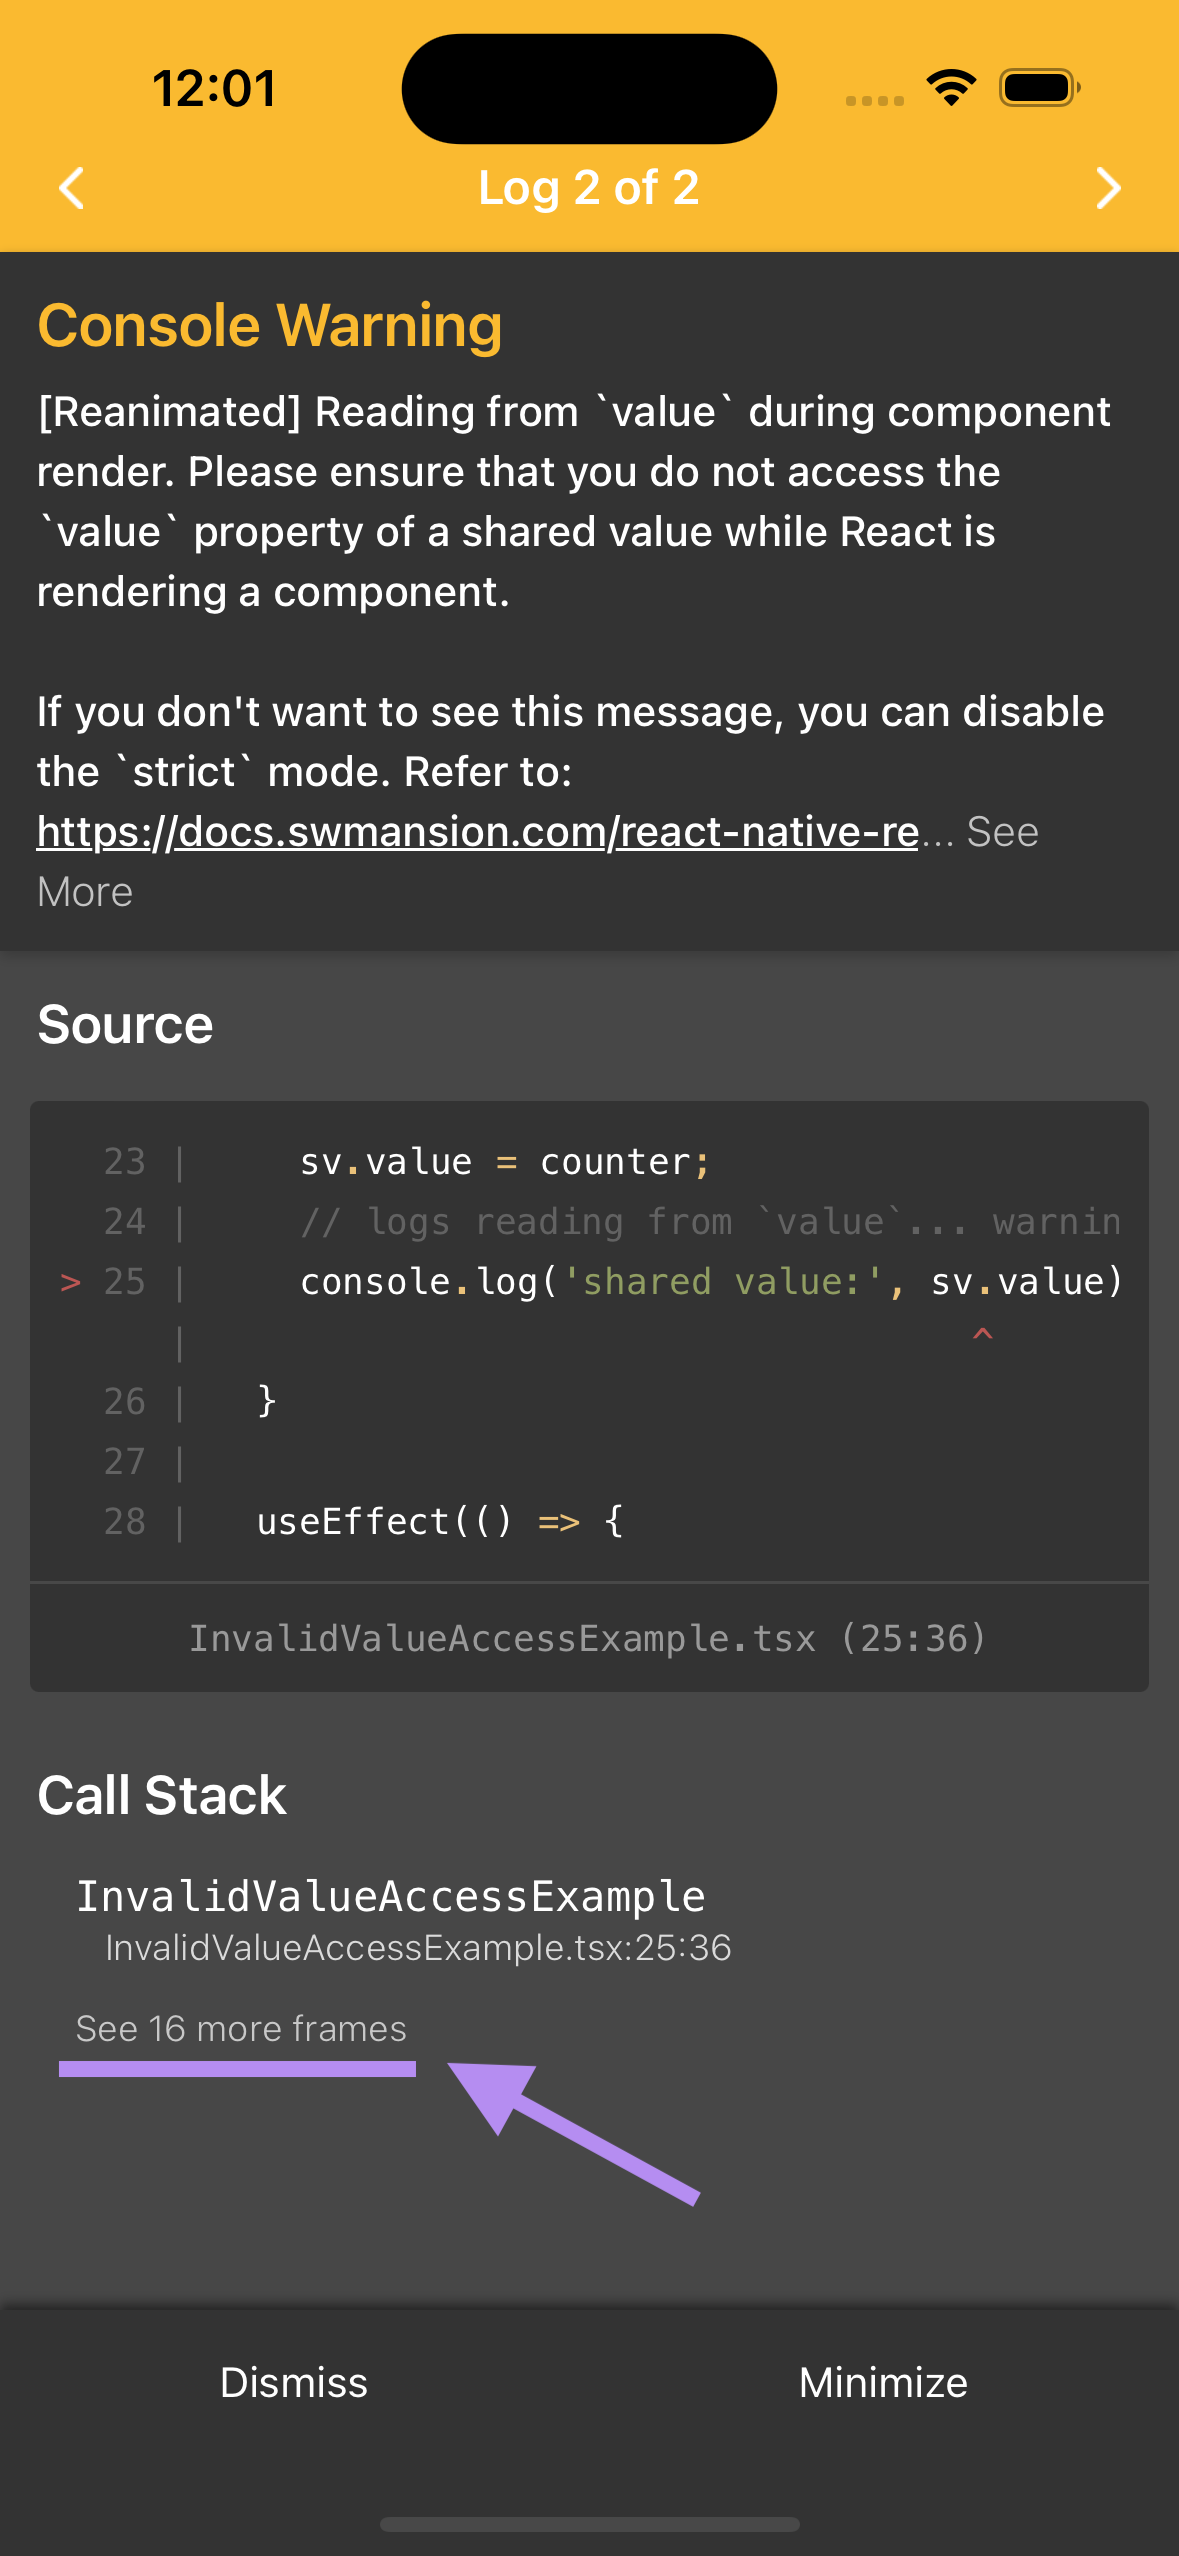 12:01
Log 2 of 2
Console Warning
[Reanimated] Reading from `value` during component
render. Please ensure that you do not access the
`value` property of a shared value while React is
rendering a component.
If you don't want to see this message, you can disable
the `strict` mode. Refer to:
https://docs.swmansion.com/react-native-re... See
More
Source
23 | sv.value = counter;
24 | // logs reading from `value`... warnin
> 25 | console.log('shared value:', sv.value)
| ^
26 | }
27 |
28 | useEffect(() => {
InvalidValueAccessExample.tsx (25:36)
Call Stack
InvalidValueAccessExample
InvalidValueAccessExample.tsx:25:36
See 16 more frames
Dismiss Minimize